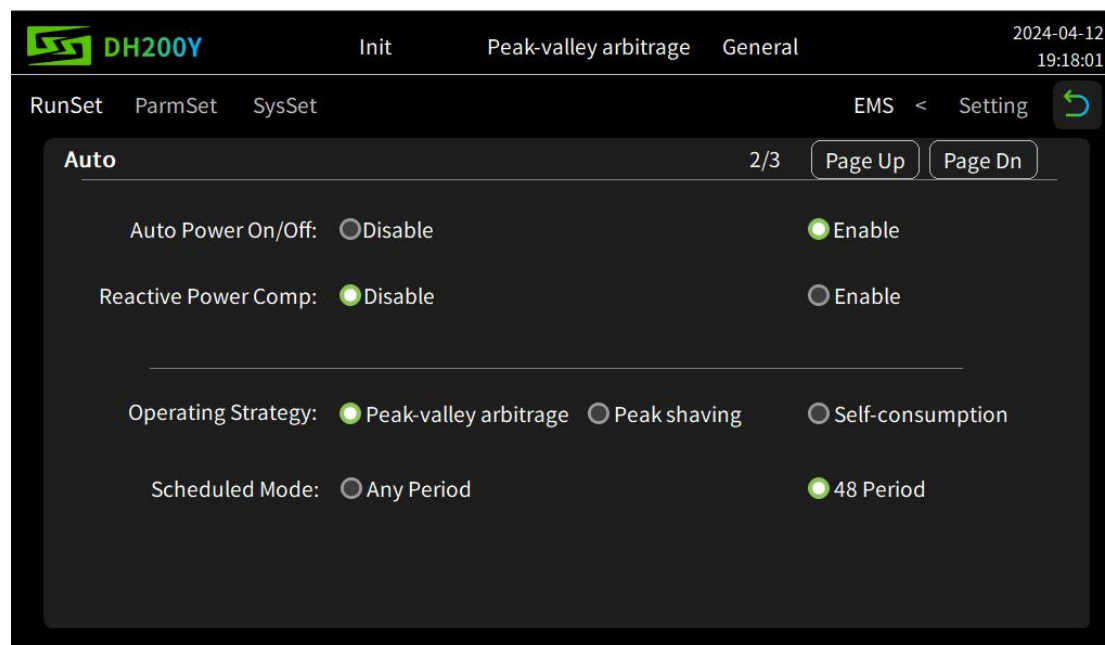 DH200Y Init Peak-valley arbitrage General 2024-04-12
19:18:01
RunSet ParmSet SysSet EMS < Setting
Auto 2/3 Page Up Page Dn
Auto Power On/Off: Disable Enable
Reactive Power Comp: Disable Enable
Operating Strategy: Peak-valley arbitrage Peak shaving Self-consumption
Scheduled Mode: Any Period 48 Period